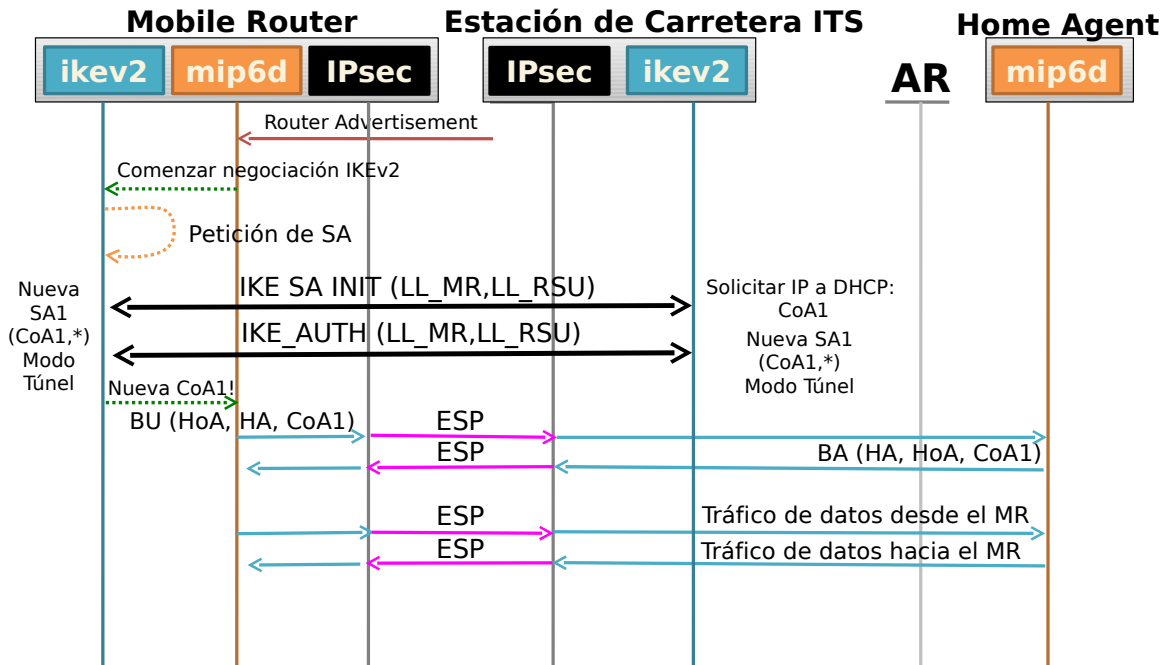 Mobile Router
Estación de Carretera ITS
Home Agent
ikev2
mip6d
IPsec
IPsec
ikev2
AR
mip6d
Router Advertisement
Comenzar negociación IKEv2
Petición de SA
IKE SA INIT (LL_MR,LL_RSU)
Nueva
SA1
(CoA1,*)
Modo
Túnel
Solicitar IP a DHCP:
CoA1
IKE_AUTH (LL_MR,LL_RSU)
Nueva SA1
(CoA1,*)
Modo Túnel
Nueva CoA1!
BU (HoA, HA, CoA1)
ESP
ESP
BA (HA, HoA, CoA1)
ESP
Tráfico de datos desde el MR
ESP
Tráfico de datos hacia el MR